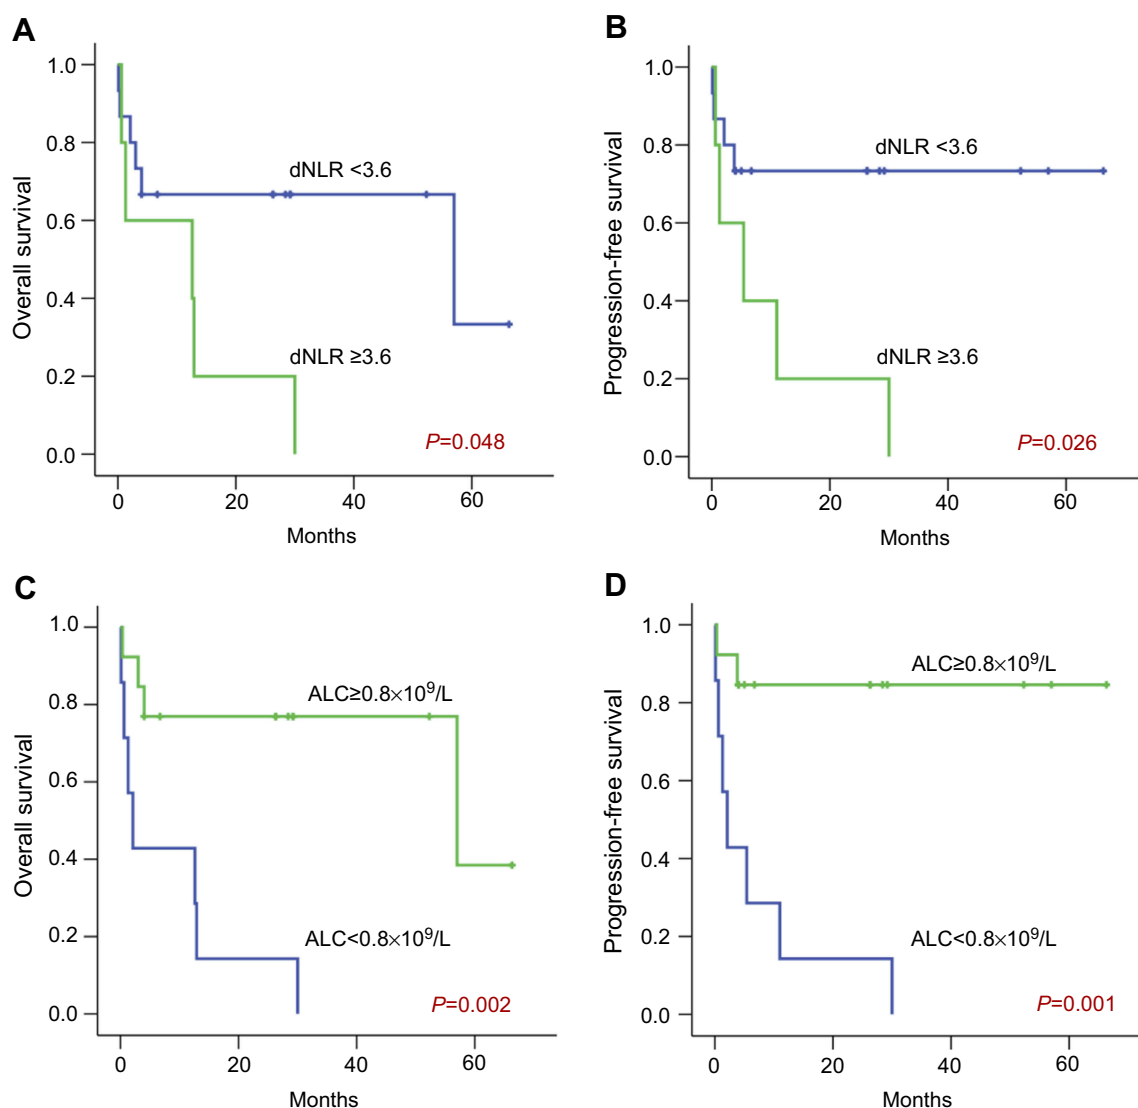 A
Overall survival
1.0
0.8
0.6
0.4
0.2
0.0
dNLR <3.6
dNLR ≥3.6
P=0.048
0 20 40 60
Months
B
Progression-free survival
1.0
0.8
0.6
0.4
0.2
0.0
dNLR <3.6
dNLR ≥3.6
P=0.026
0 20 40 60
Months
C
Overall survival
1.0
0.8
0.6
0.4
0.2
0.0
ALC≥0.8×10⁹/L
ALC<0.8×10⁹/L
P=0.002
0 20 40 60
Months
D
Progression-free survival
1.0
0.8
0.6
0.4
0.2
0.0
ALC≥0.8×10⁹/L
ALC<0.8×10⁹/L
P=0.001
0 20 40 60
Months